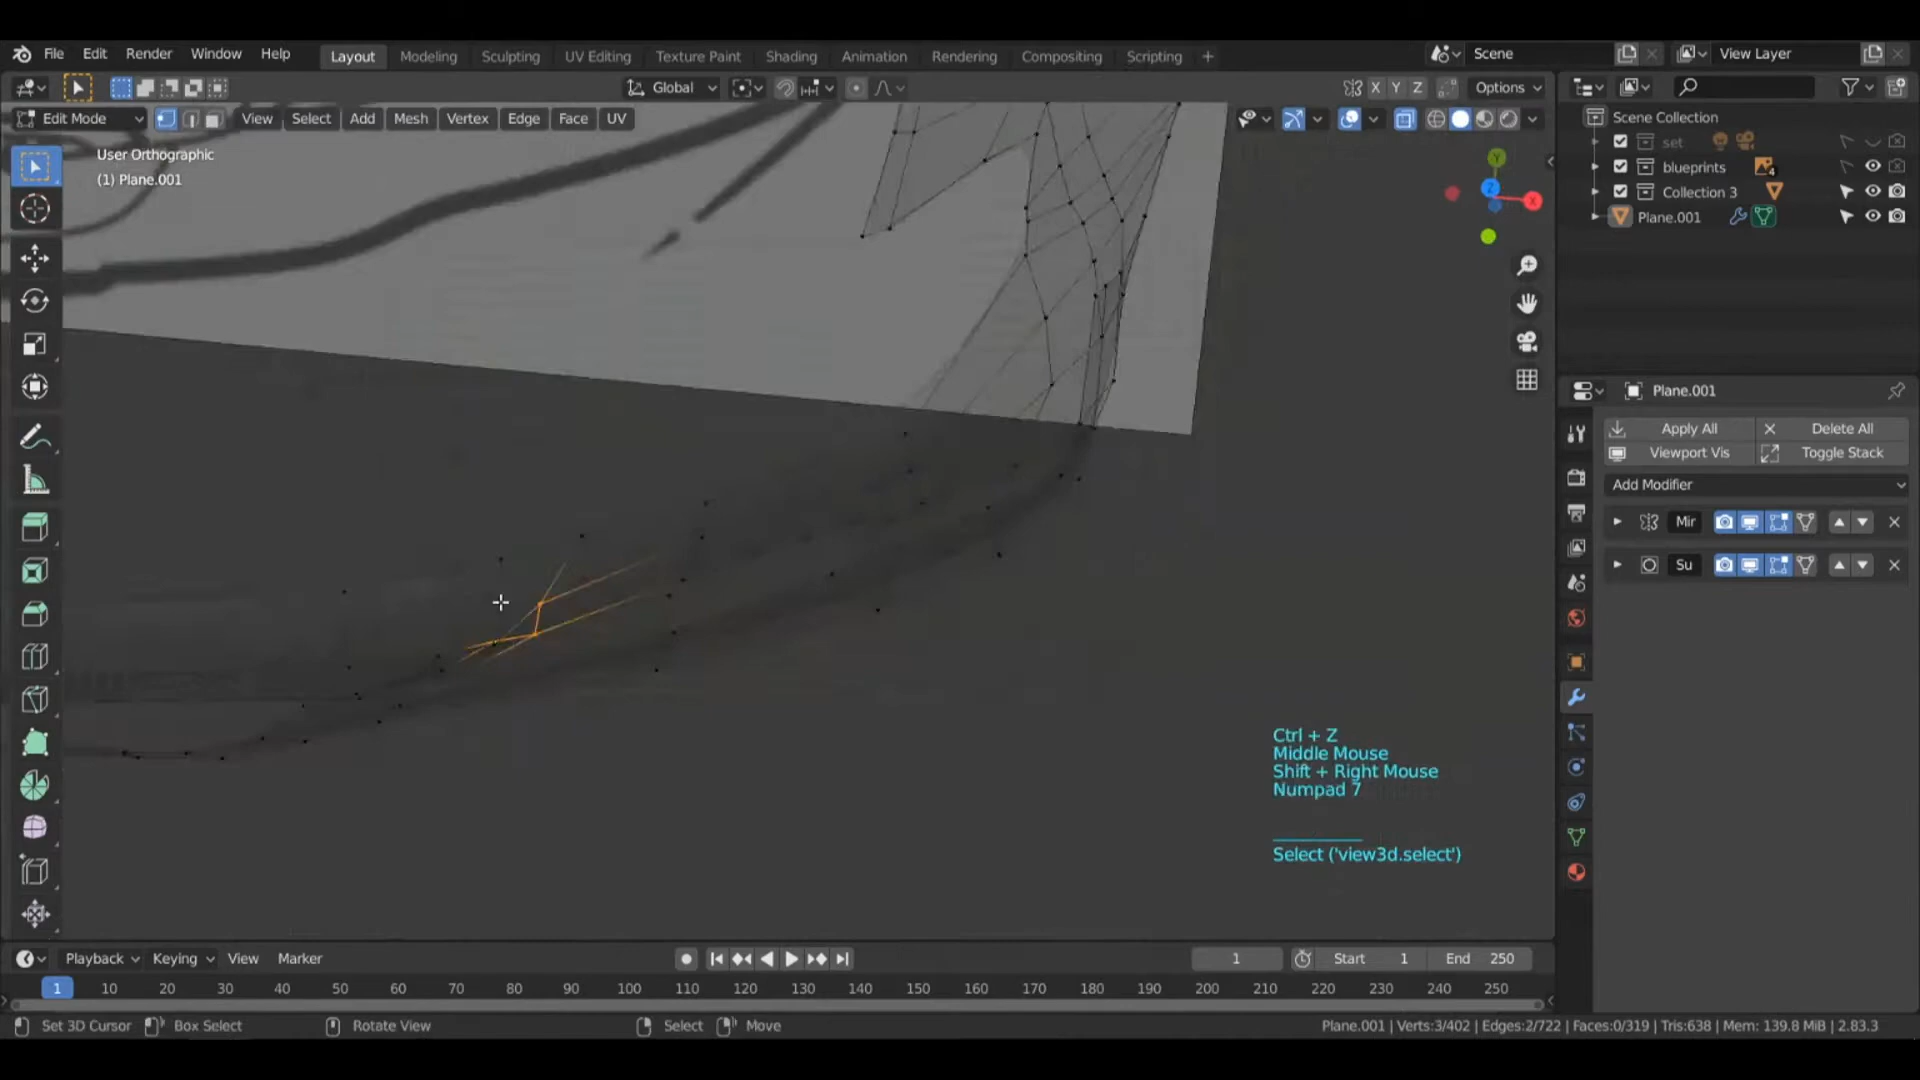 File Edit Render Window Help Layout Modeling Sculpting UV Editing Texture Paint Shading Animation Rendering Compositing Scripting + Scene View Layer
Global X Y Z Options
Edit Mode View Select Add Mesh Vertex Edge Face UV
Scene Collection
set
blueprints 4
Collection 3
Plane.001
User Orthographic
(1) Plane.001
Y
Z
X
Plane.001
Apply All Delete All
Viewport Vis Toggle Stack
Add Modifier
Mir
Su
Ctrl + Z
Middle Mouse
Shift + Right Mouse
Numpad 7
Select ('view3d.select')
Playback Keying View Marker 1 Start 1 End 250
1 10 20 30 40 50 60 70 80 90 100 110 120 130 140 150 160 170 180 190 200 210 220 230 240 250
Set 3D Cursor Box Select Rotate View Select Move Plane.001 | Verts:3/402 | Edges:2/722 | Faces:0/319 | Tris:638 | Mem: 139.8 MiB | 2.83.3